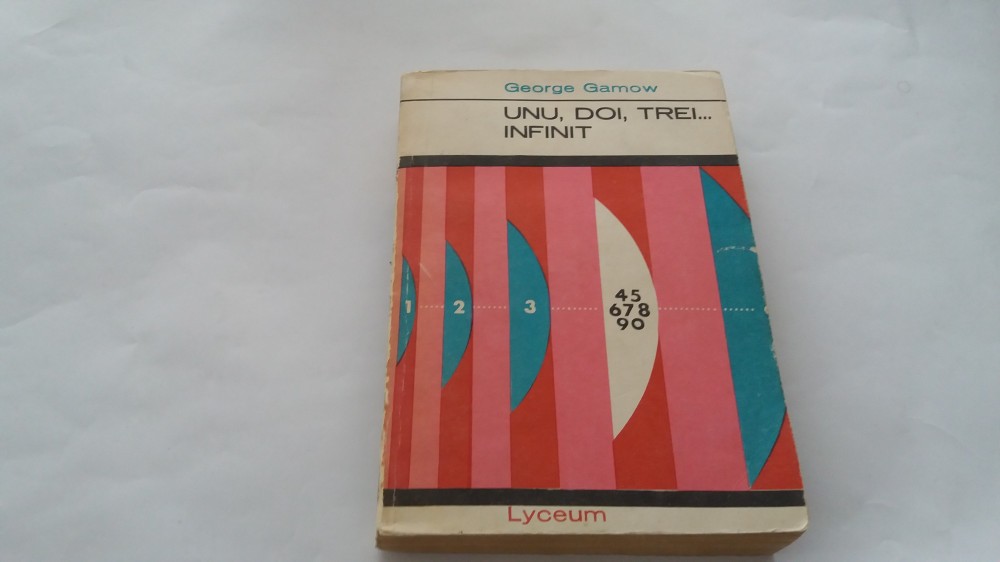 George Gamow
UNU, DOI, TREI...
INFINIT
1 2 3
45
678
90
Lyceum